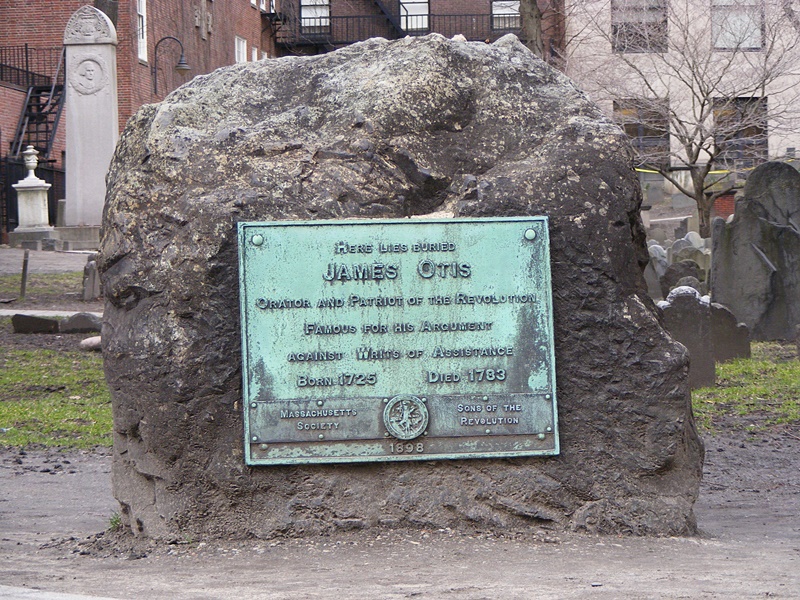 HERE LIES BURIED
JAMES OTIS
ORATOR AND PATRIOT OF THE REVOLUTION
FAMOUS FOR HIS ARGUMENT
AGAINST WRITS OF ASSISTANCE
BORN 1725 DIED 1783
MASSACHUSETTS
SOCIETY
SONS OF THE
REVOLUTION
1898